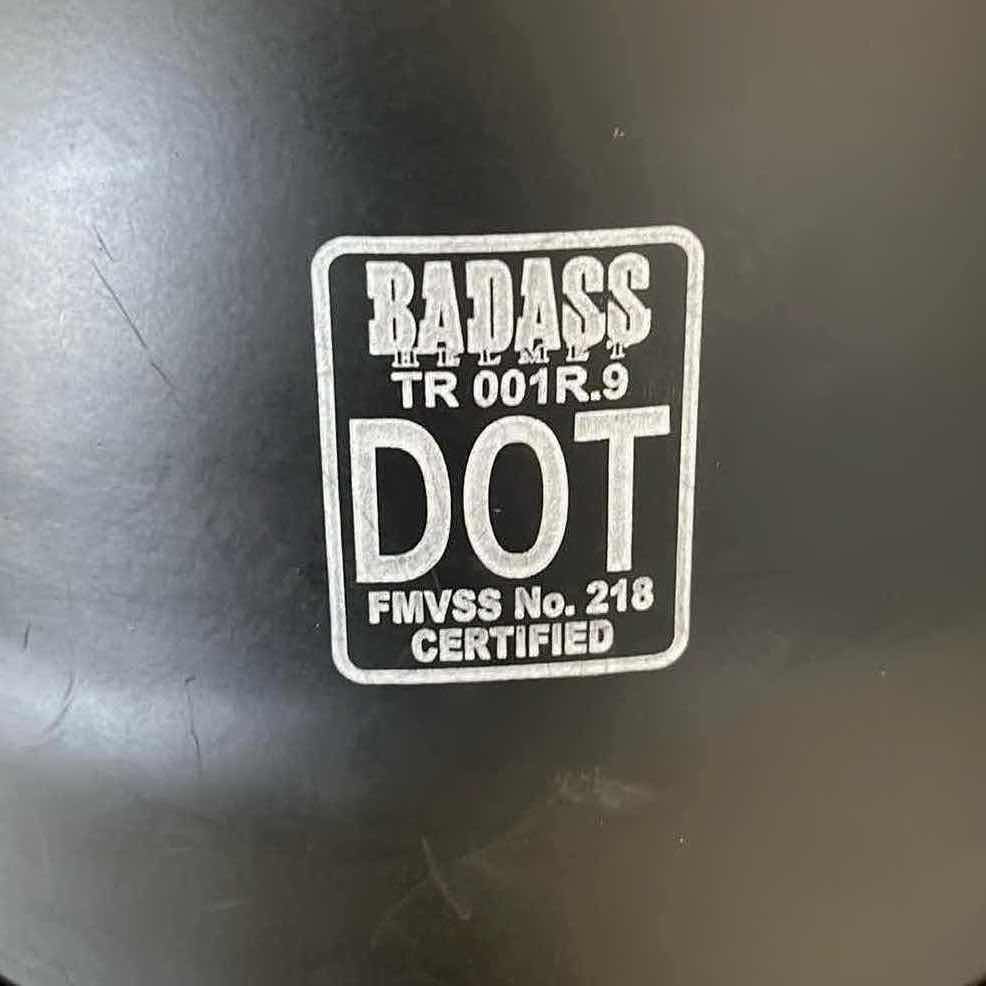 BADASS
HELMET
TR 001R.9
DOT
FMVSS No. 218
CERTIFIED